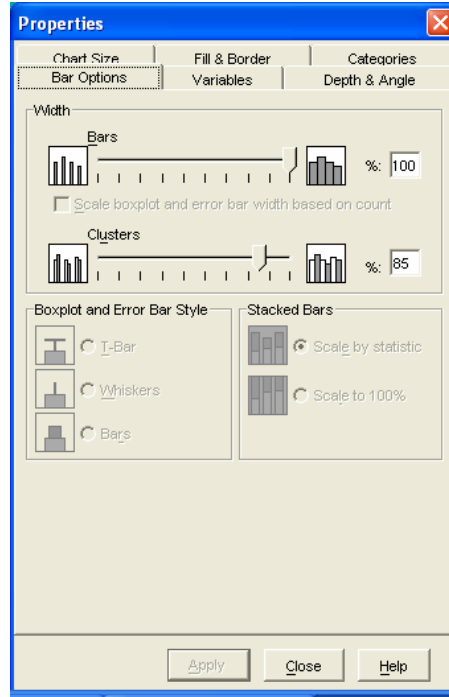 Properties
Chart Size Fill & Border Categories
Bar Options Variables Depth & Angle
Width
Bars
%: 100
Scale boxplot and error bar width based on count
Clusters
%: 85
Boxplot and Error Bar Style Stacked Bars
T-Bar Scale by statistic
Whiskers Scale to 100%
Bars
Apply Close Help